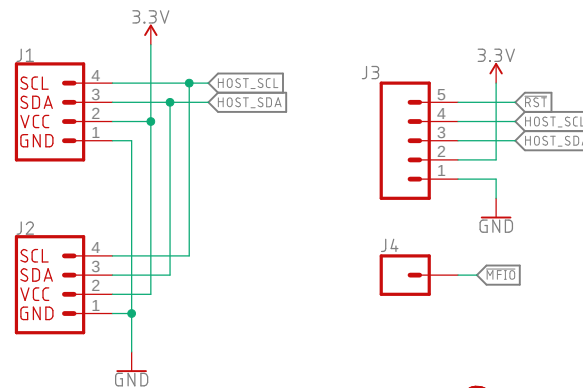 3.3V
J1
SCL 4 HOST_SCL
SDA 3 HOST_SDA
VCC 2
GND 1
J2
SCL 4
SDA 3
VCC 2
GND 1
GND
3.3V
J3
5 RST
4 HOST_SCL
3 HOST_SDA
2
1
GND
J4
MFIO